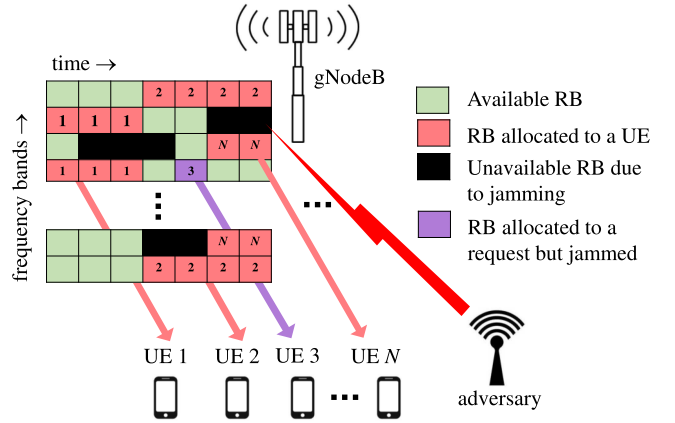 time →
gNodeB
frequency bands →
2 2 2 2
1 1 1
N N
1 1 1 3
N N
2 2 2 2
Available RB
RB allocated to a UE
Unavailable RB due
to jamming
RB allocated to a
request but jammed
UE 1 UE 2 UE 3 UE N
adversary